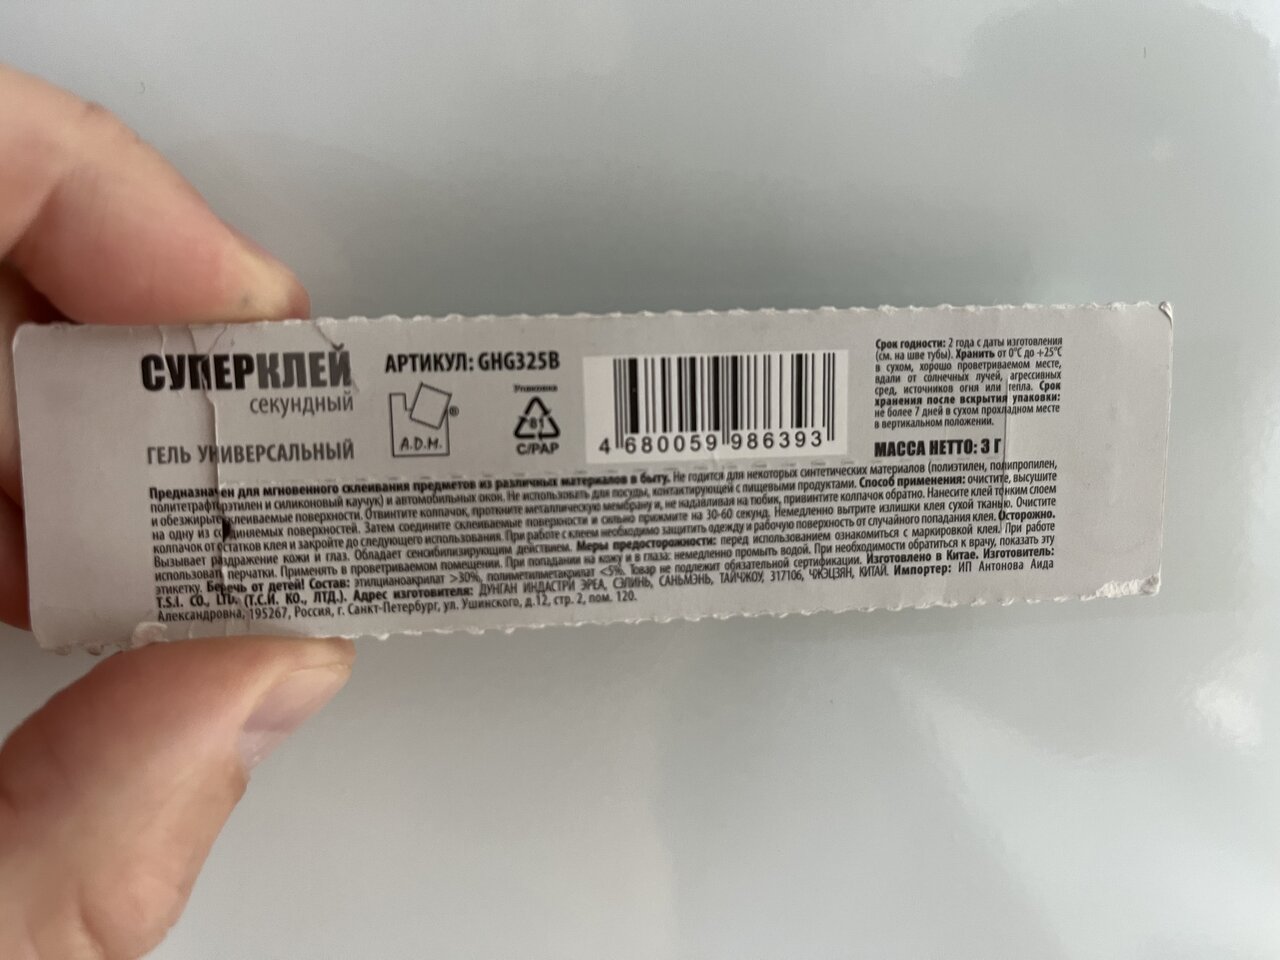 СУПЕРКЛЕЙ
секундный
ГЕЛЬ УНИВЕРСАЛЬНЫЙ
АРТИКУЛ: GHG325B
A.D.M.
®
Упаковка
81
C/PAP
4 680059 986393
Срок годности: 2 года с даты изготовления
(см. на шве тубы). Хранить от 0°С до +25°С
в сухом, хорошо проветриваемом месте,
вдали от солнечных лучей, агрессивных
сред, источников огня или тепла. Срок
хранения после вскрытия упаковки:
не более 7 дней в сухом прохладном месте
в вертикальном положении.
МАССА НЕТТО: 3 Г
Предназначен для мгновенного склеивания предметов из различных материалов в быту. Не годится для некоторых синтетических материалов (полиэтилен, полипропилен,
политетрафторэтилен и силиконовый каучук) и автомобильных окон. Не использовать для посуды, контактирующей с пищевыми продуктами. Способ применения: очистите, высушите
и обезжирьте склеиваемые поверхности. Отвинтите колпачок, проткните металлическую мембрану и, не надавливая на тюбик, привинтите колпачок обратно. Нанесите клей тонким слоем
на одну из соединяемых поверхностей. Затем соедините склеиваемые поверхности и сильно прижмите на 30-60 секунд. Немедленно вытрите излишки клея сухой тканью. Очистите
колпачок от остатков клея и закройте до следующего использования. При работе с клеем необходимо защитить одежду и рабочую поверхность от случайного попадания клея. Осторожно.
Вызывает раздражение кожи и глаз. Обладает сенсибилизирующим действием. Меры предосторожности: перед использованием ознакомиться с маркировкой клея. При работе
использовать перчатки. Применять в проветриваемом помещении. При попадании на кожу и в глаза: немедленно промыть водой. При необходимости обратиться к врачу, показать эту
этикетку. Беречь от детей! Состав: этилцианоакрилат >30%, полиметилметакрилат <5%. Товар не подлежит обязательной сертификации. Изготовлено в Китае. Изготовитель:
T.S.I. CO., LTD. (Т.С.И. КО., ЛТД.). Адрес изготовителя: ДУНГАН ИНДАСТРИ ЭРЕА, СЭЛИНЬ, САНЬМЭНЬ, ТАЙЧЖОУ, 317106, ЧЖЭЦЗЯН, КИТАЙ. Импортер: ИП Антонова Аида
Александровна, 195267, Россия, г. Санкт-Петербург, ул. Ушинского, д.12, стр. 2, пом. 120.